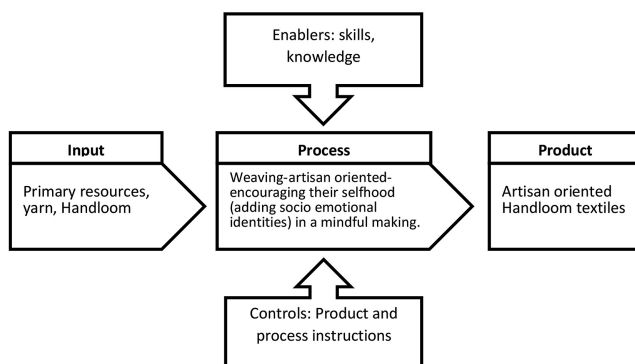 Enablers: skills,
knowledge
Input
Primary resources,
yarn, Handloom
Process
Weaving-artisan oriented-
encouraging their selfhood
(adding socio emotional
identities) in a mindful making.
Product
Artisan oriented
Handloom textiles
Controls: Product and
process instructions